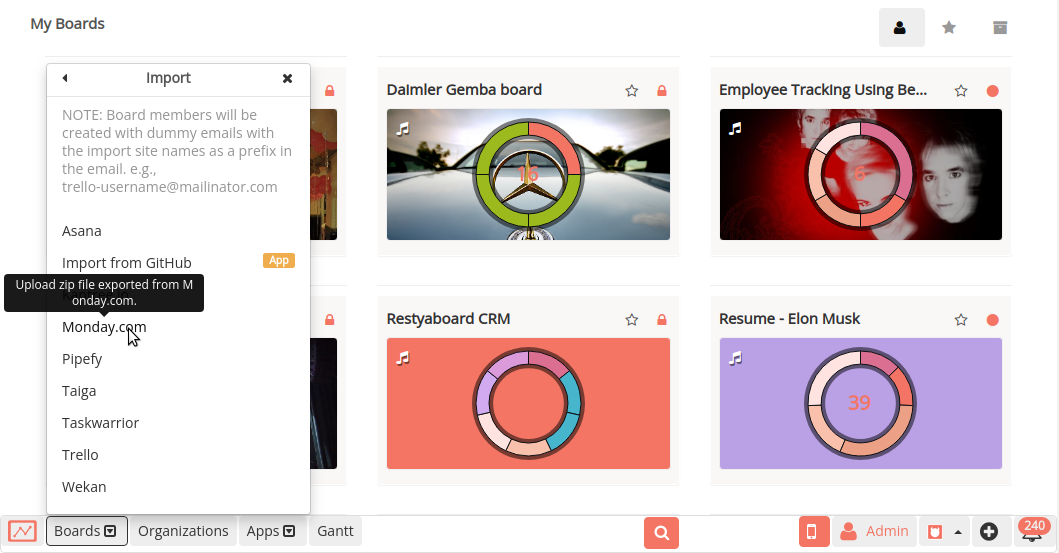 My Boards
Import
NOTE: Board members will be
created with dummy emails with
the import site names as a prefix in
the email. e.g.,
trello-username@mailinator.com
Asana
Import from GitHub App
Upload zip file exported from M
onday.com.
Monday.com
Pipefy
Taiga
Taskwarrior
Trello
Wekan
Daimler Gemba board
16
Employee Tracking Using Be...
6
Restyaboard CRM
Resume - Elon Musk
39
Boards
Organizations
Apps
Gantt
Admin
240